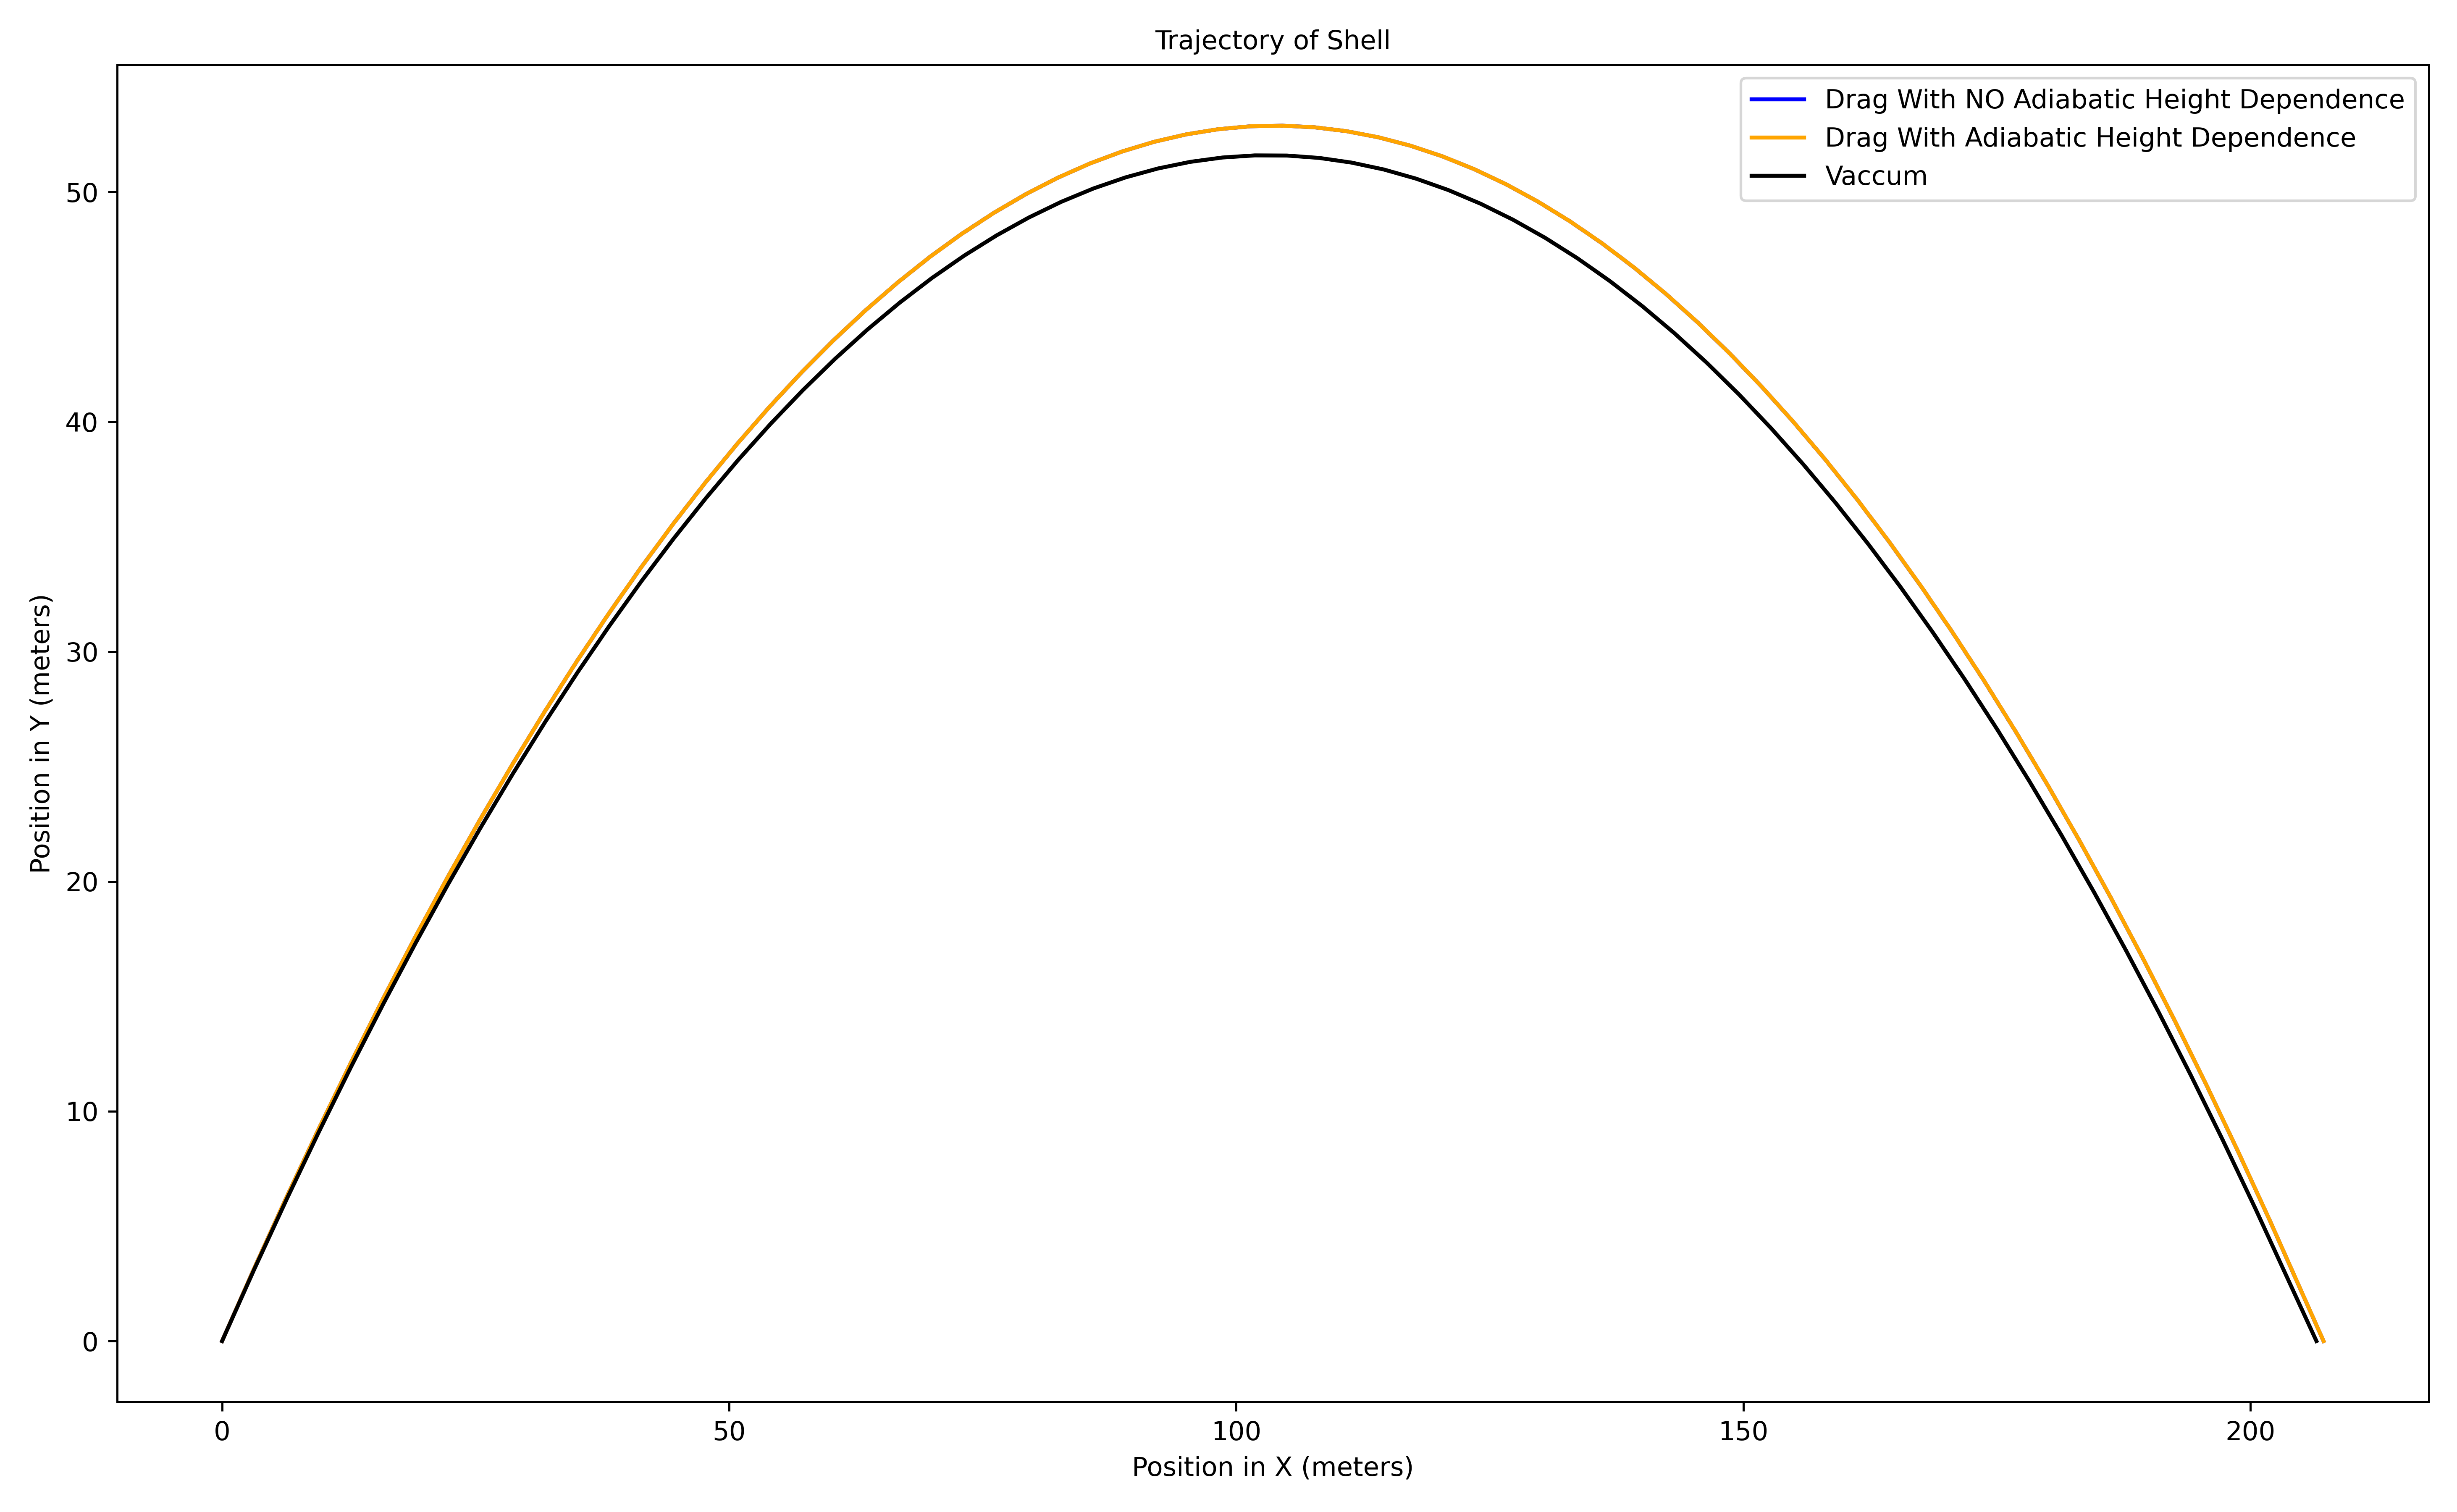 Trajectory of Shell
Drag With NO Adiabatic Height Dependence
Drag With Adiabatic Height Dependence
Vaccum
Position in Y (meters)
50
40
30
20
10
0
0
50
100
150
200
Position in X (meters)